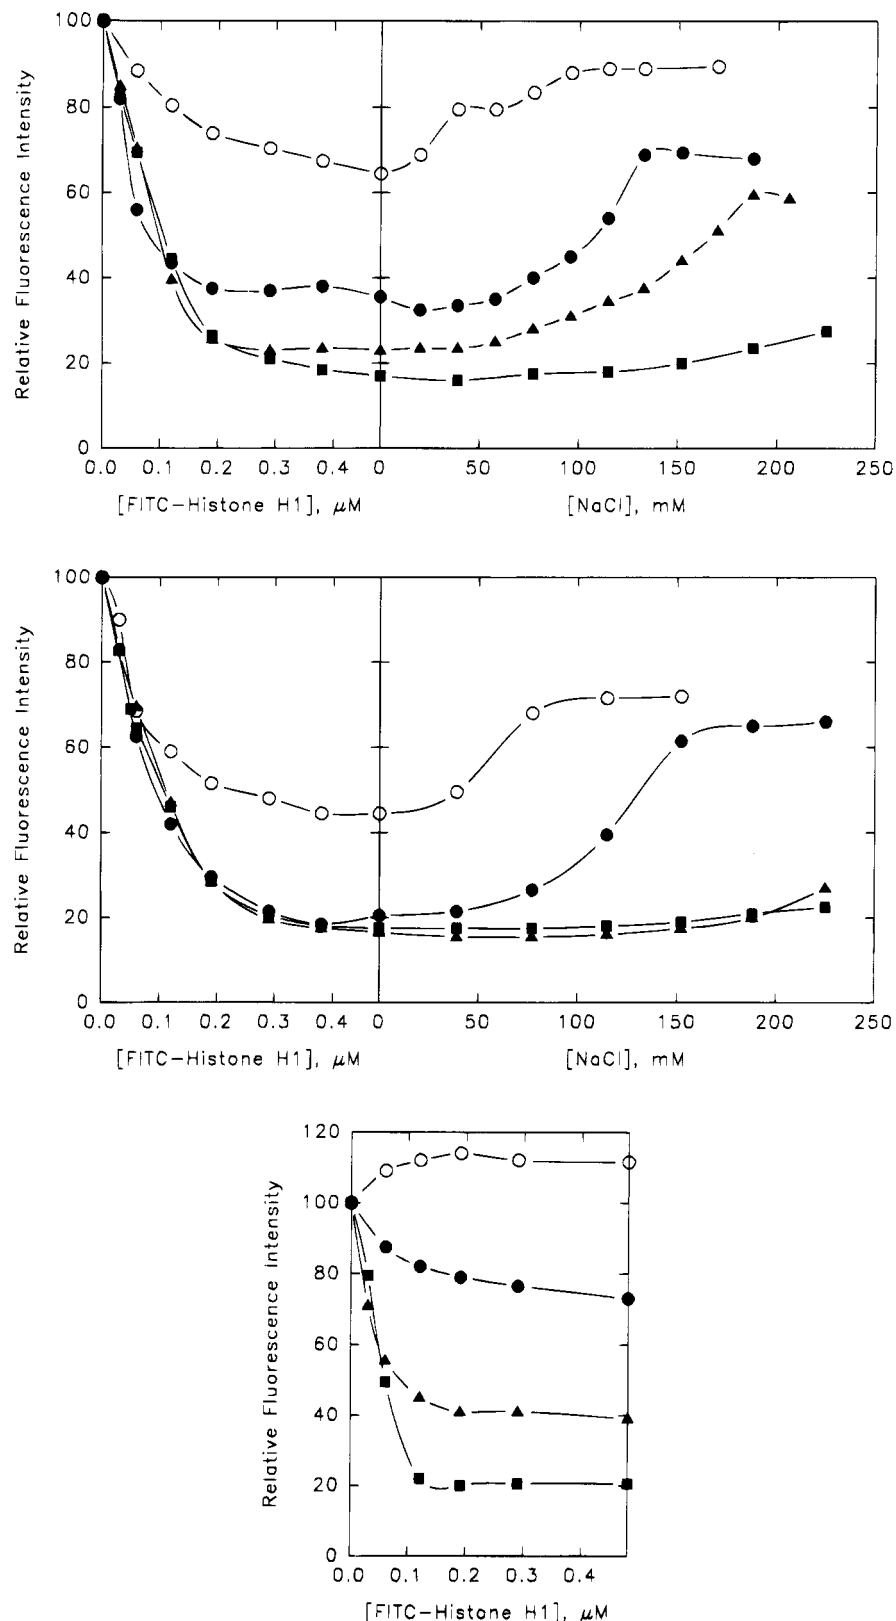 100
80
60
40
20
0
Relative Fluorescence Intensity
0.0 0.1 0.2 0.3 0.4 0 50 100 150 200 250
[FITC-Histone H1], μM [NaCl], mM
100
80
60
40
20
0
Relative Fluorescence Intensity
0.0 0.1 0.2 0.3 0.4 0 50 100 150 200 250
[FITC-Histone H1], μM [NaCl], mM
120
100
80
60
40
20
0
Relative Fluorescence Intensity
0.0 0.1 0.2 0.3 0.4
[FITC-Histone H1], μM